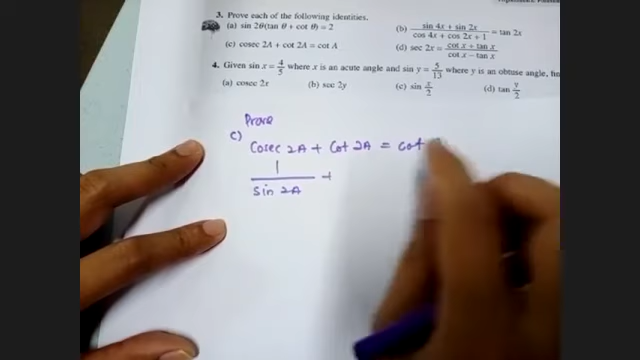 3. Prove each of the following identities.
(a) sin 2θ(tan θ + cot θ) = 2 (b) sin 4x + sin 2x / cos 4x + cos 2x + 1 = tan 2x
(c) cosec 2A + cot 2A = cot A (d) sec 2x = cot x + tan x / cot x − tan x
4. Given sin x = 4/5 where x is an acute angle and sin y = 5/13 where y is an obtuse angle,
(a) cosec 2x (b) sec 2y (c) sin x/2 (d) tan y/2
Prove
c)
Cosec 2A + Cot 2A = cot
1 / sin 2A +